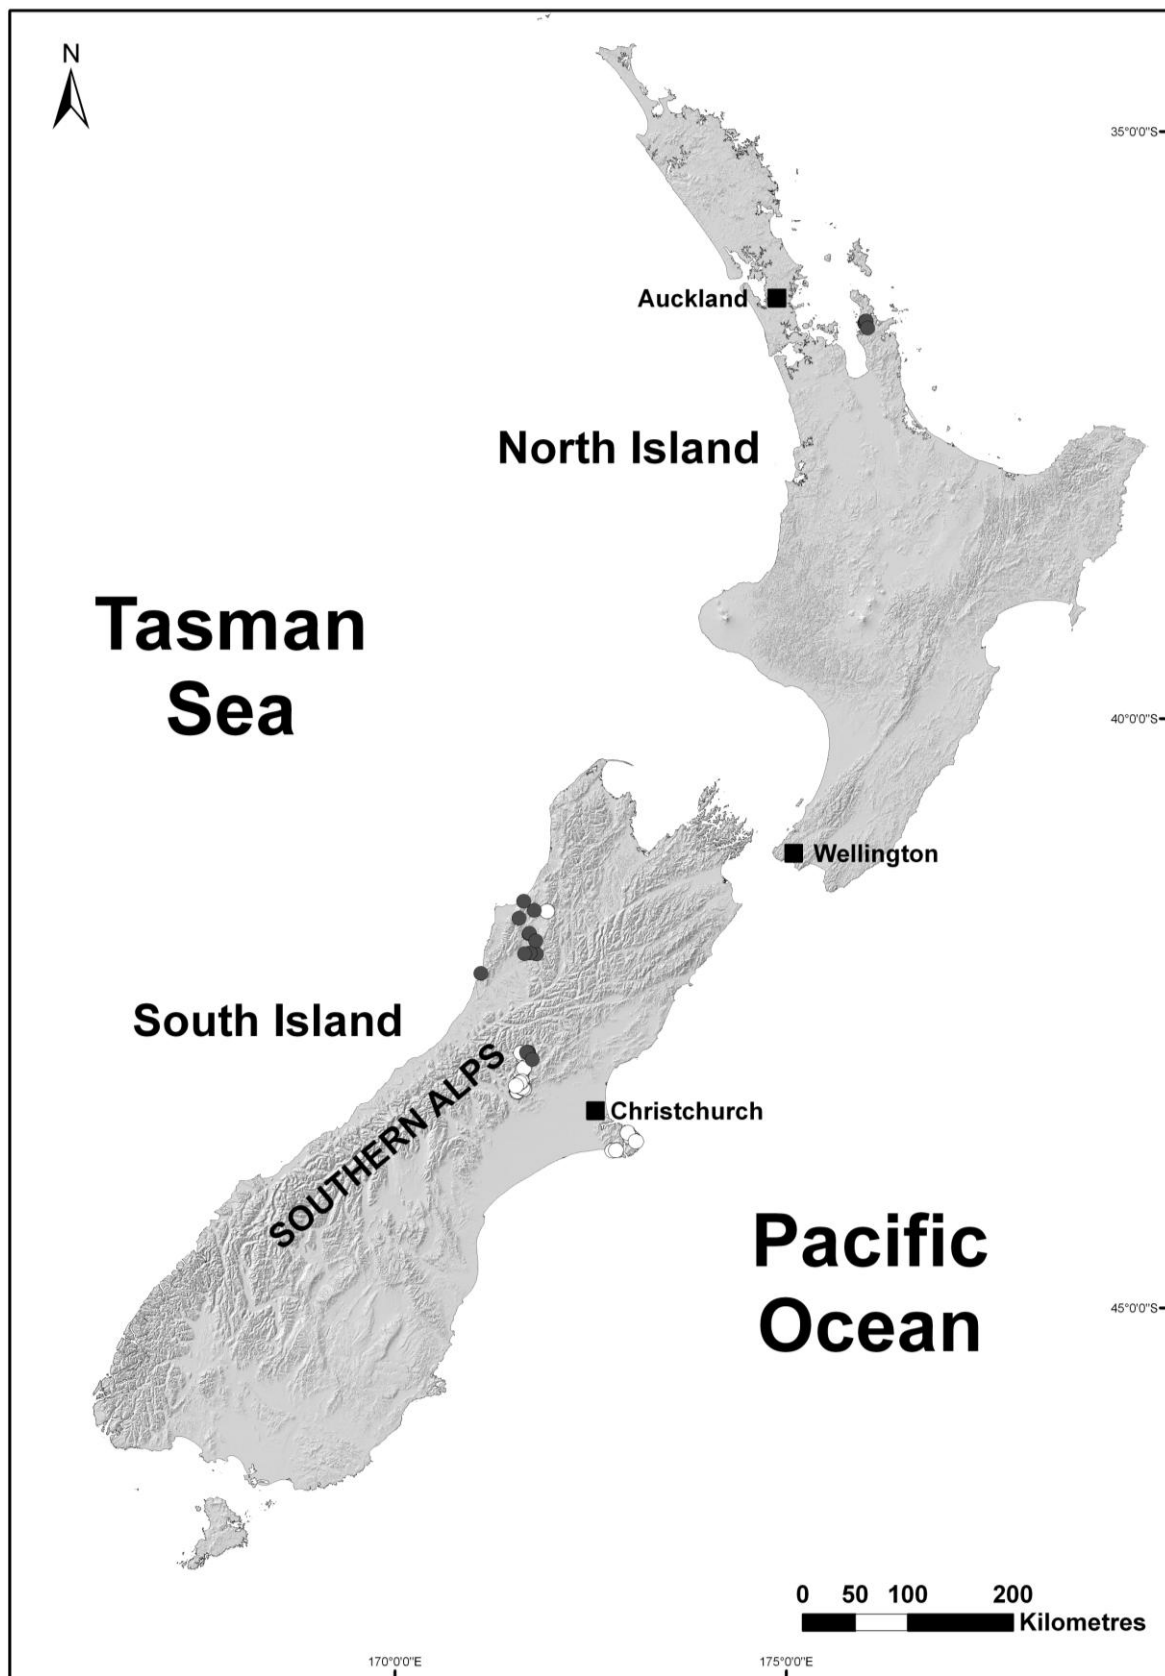 N
35°0'0"S
Auckland
North Island
Tasman
Sea
40°0'0"S
Wellington
South Island
SOUTHERN ALPS
Christchurch
Pacific
Ocean
45°0'0"S
0 50 100 200
Kilometres
170°0'0"E
175°0'0"E